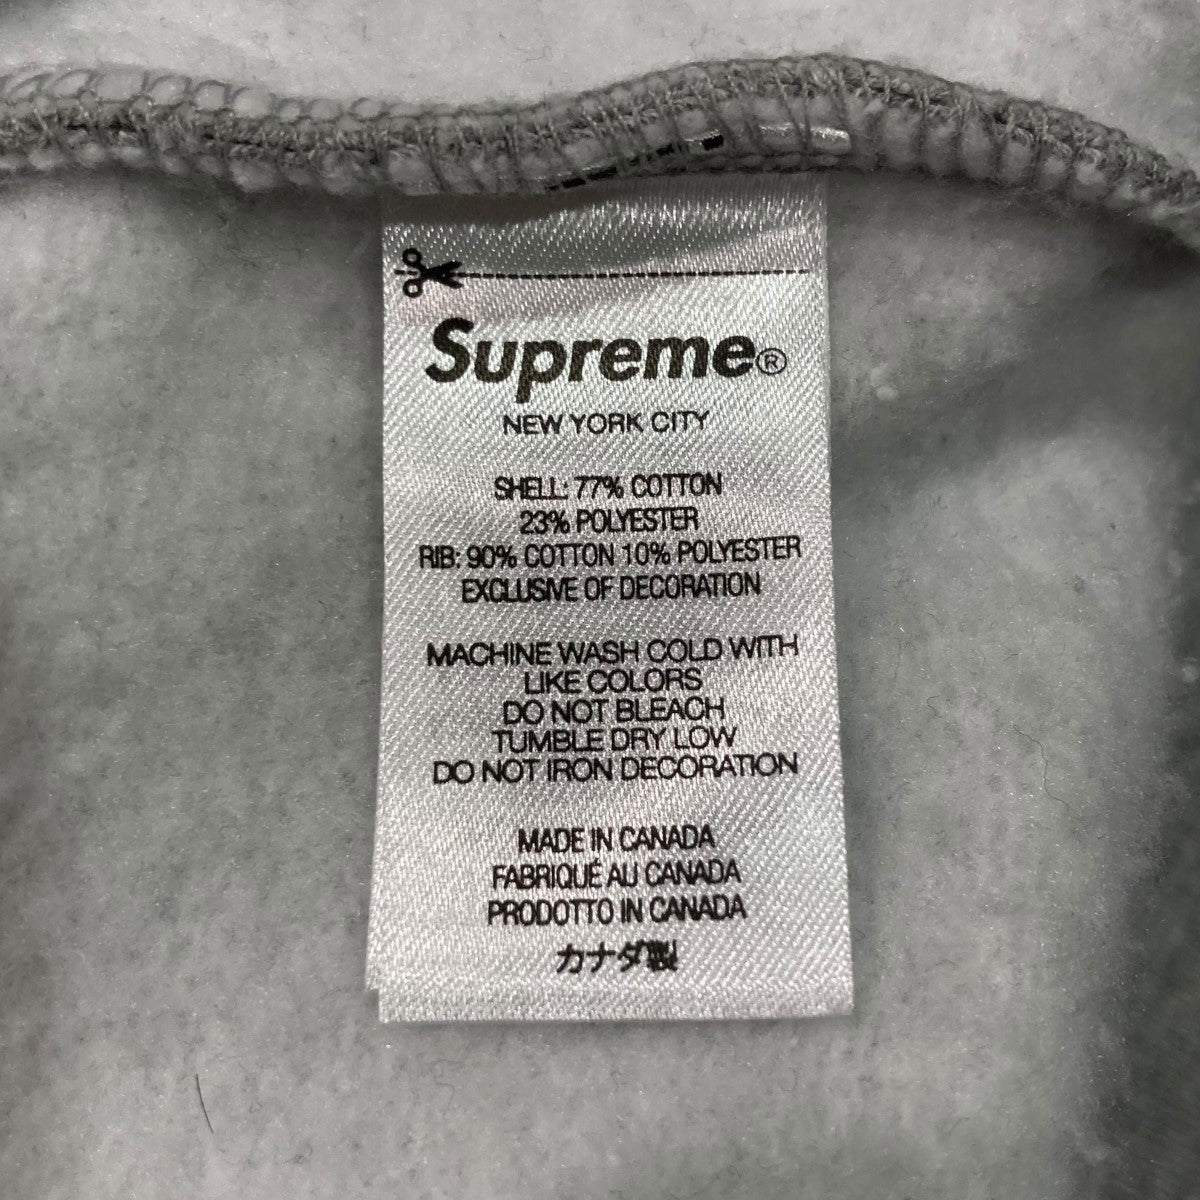 Supreme®
NEW YORK CITY
SHELL: 77% COTTON
23% POLYESTER
RIB: 90% COTTON 10% POLYESTER
EXCLUSIVE OF DECORATION
MACHINE WASH COLD WITH
LIKE COLORS
DO NOT BLEACH
TUMBLE DRY LOW
DO NOT IRON DECORATION
MADE IN CANADA
FABRIQUÉ AU CANADA
PRODOTTO IN CANADA
カナダ製